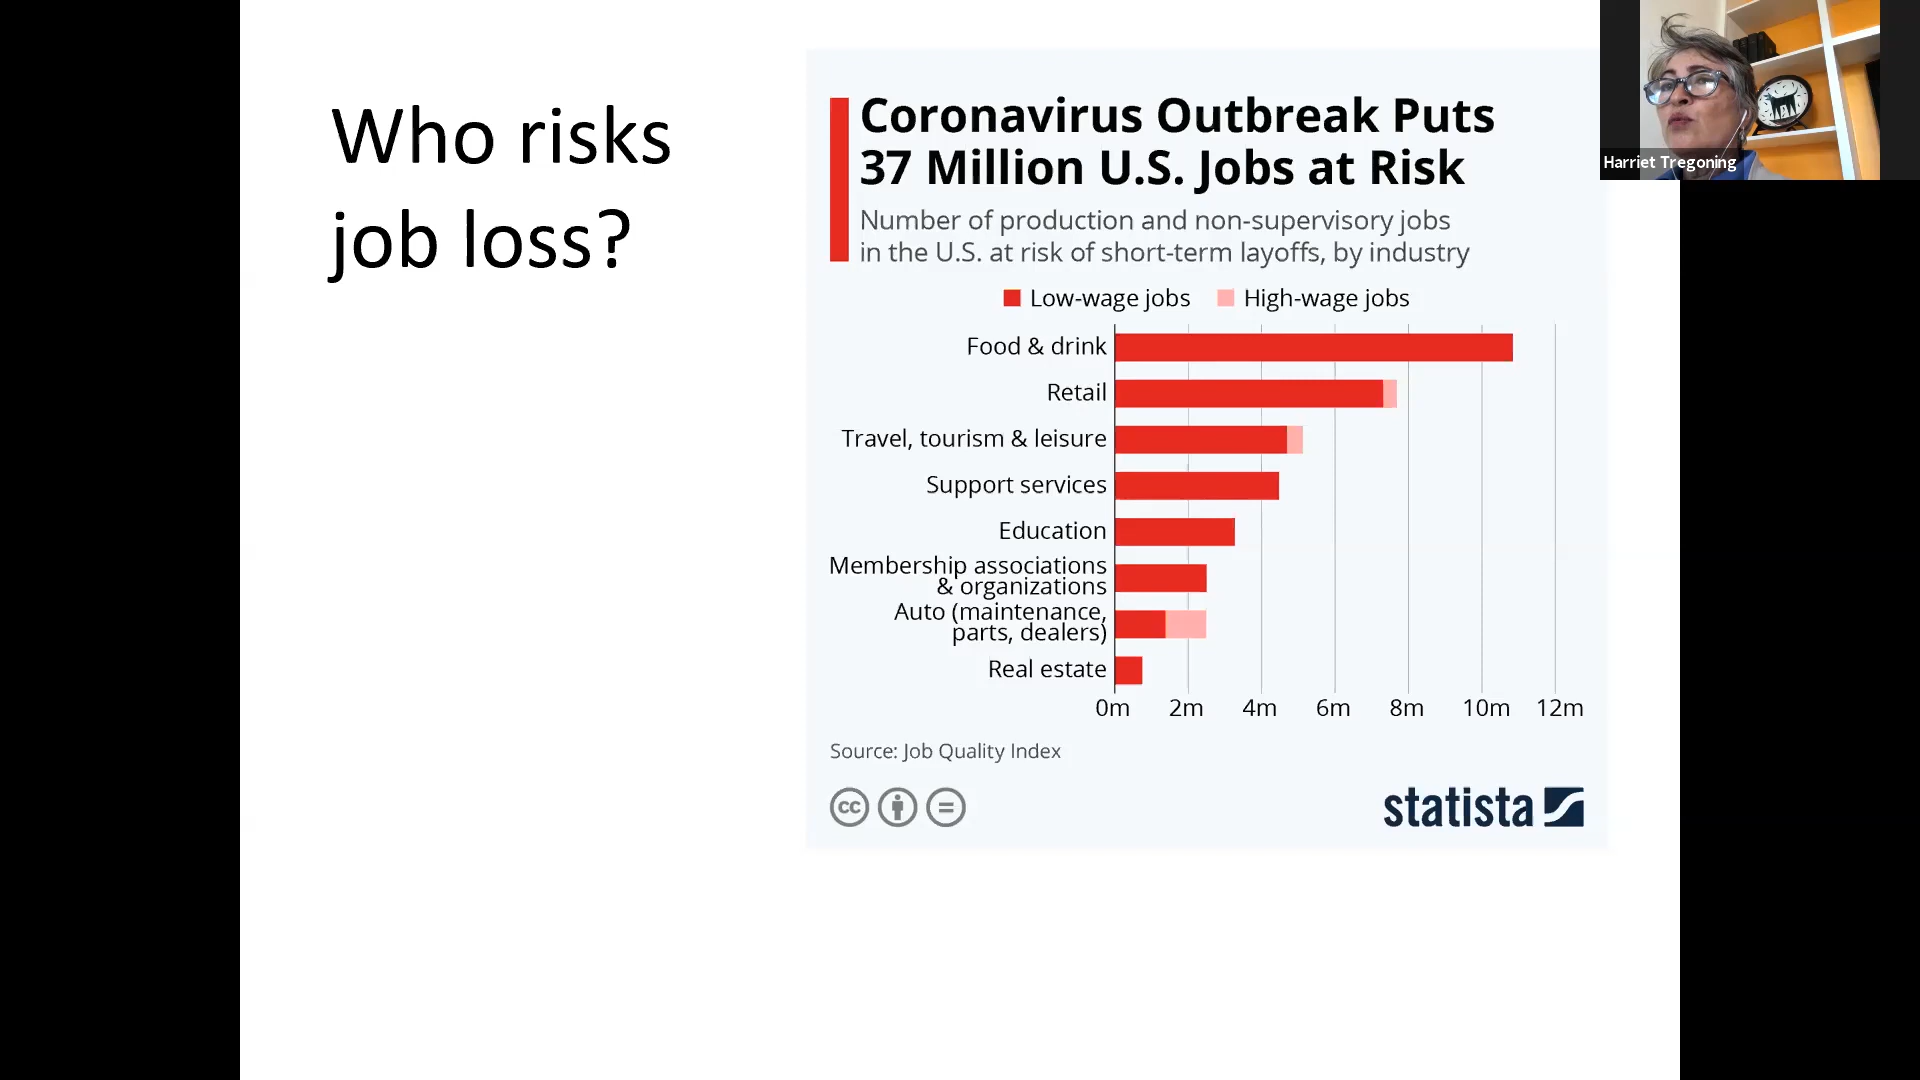 Who risks
job loss?
Coronavirus Outbreak Puts
37 Million U.S. Jobs at Risk
Number of production and non-supervisory jobs
in the U.S. at risk of short-term layoffs, by industry
Low-wage jobs High-wage jobs
Food & drink
Retail
Travel, tourism & leisure
Support services
Education
Membership associations
& organizations
Auto (maintenance,
parts, dealers)
Real estate
0m 2m 4m 6m 8m 10m 12m
Source: Job Quality Index
cc
=
statista
Harriet Tregoning